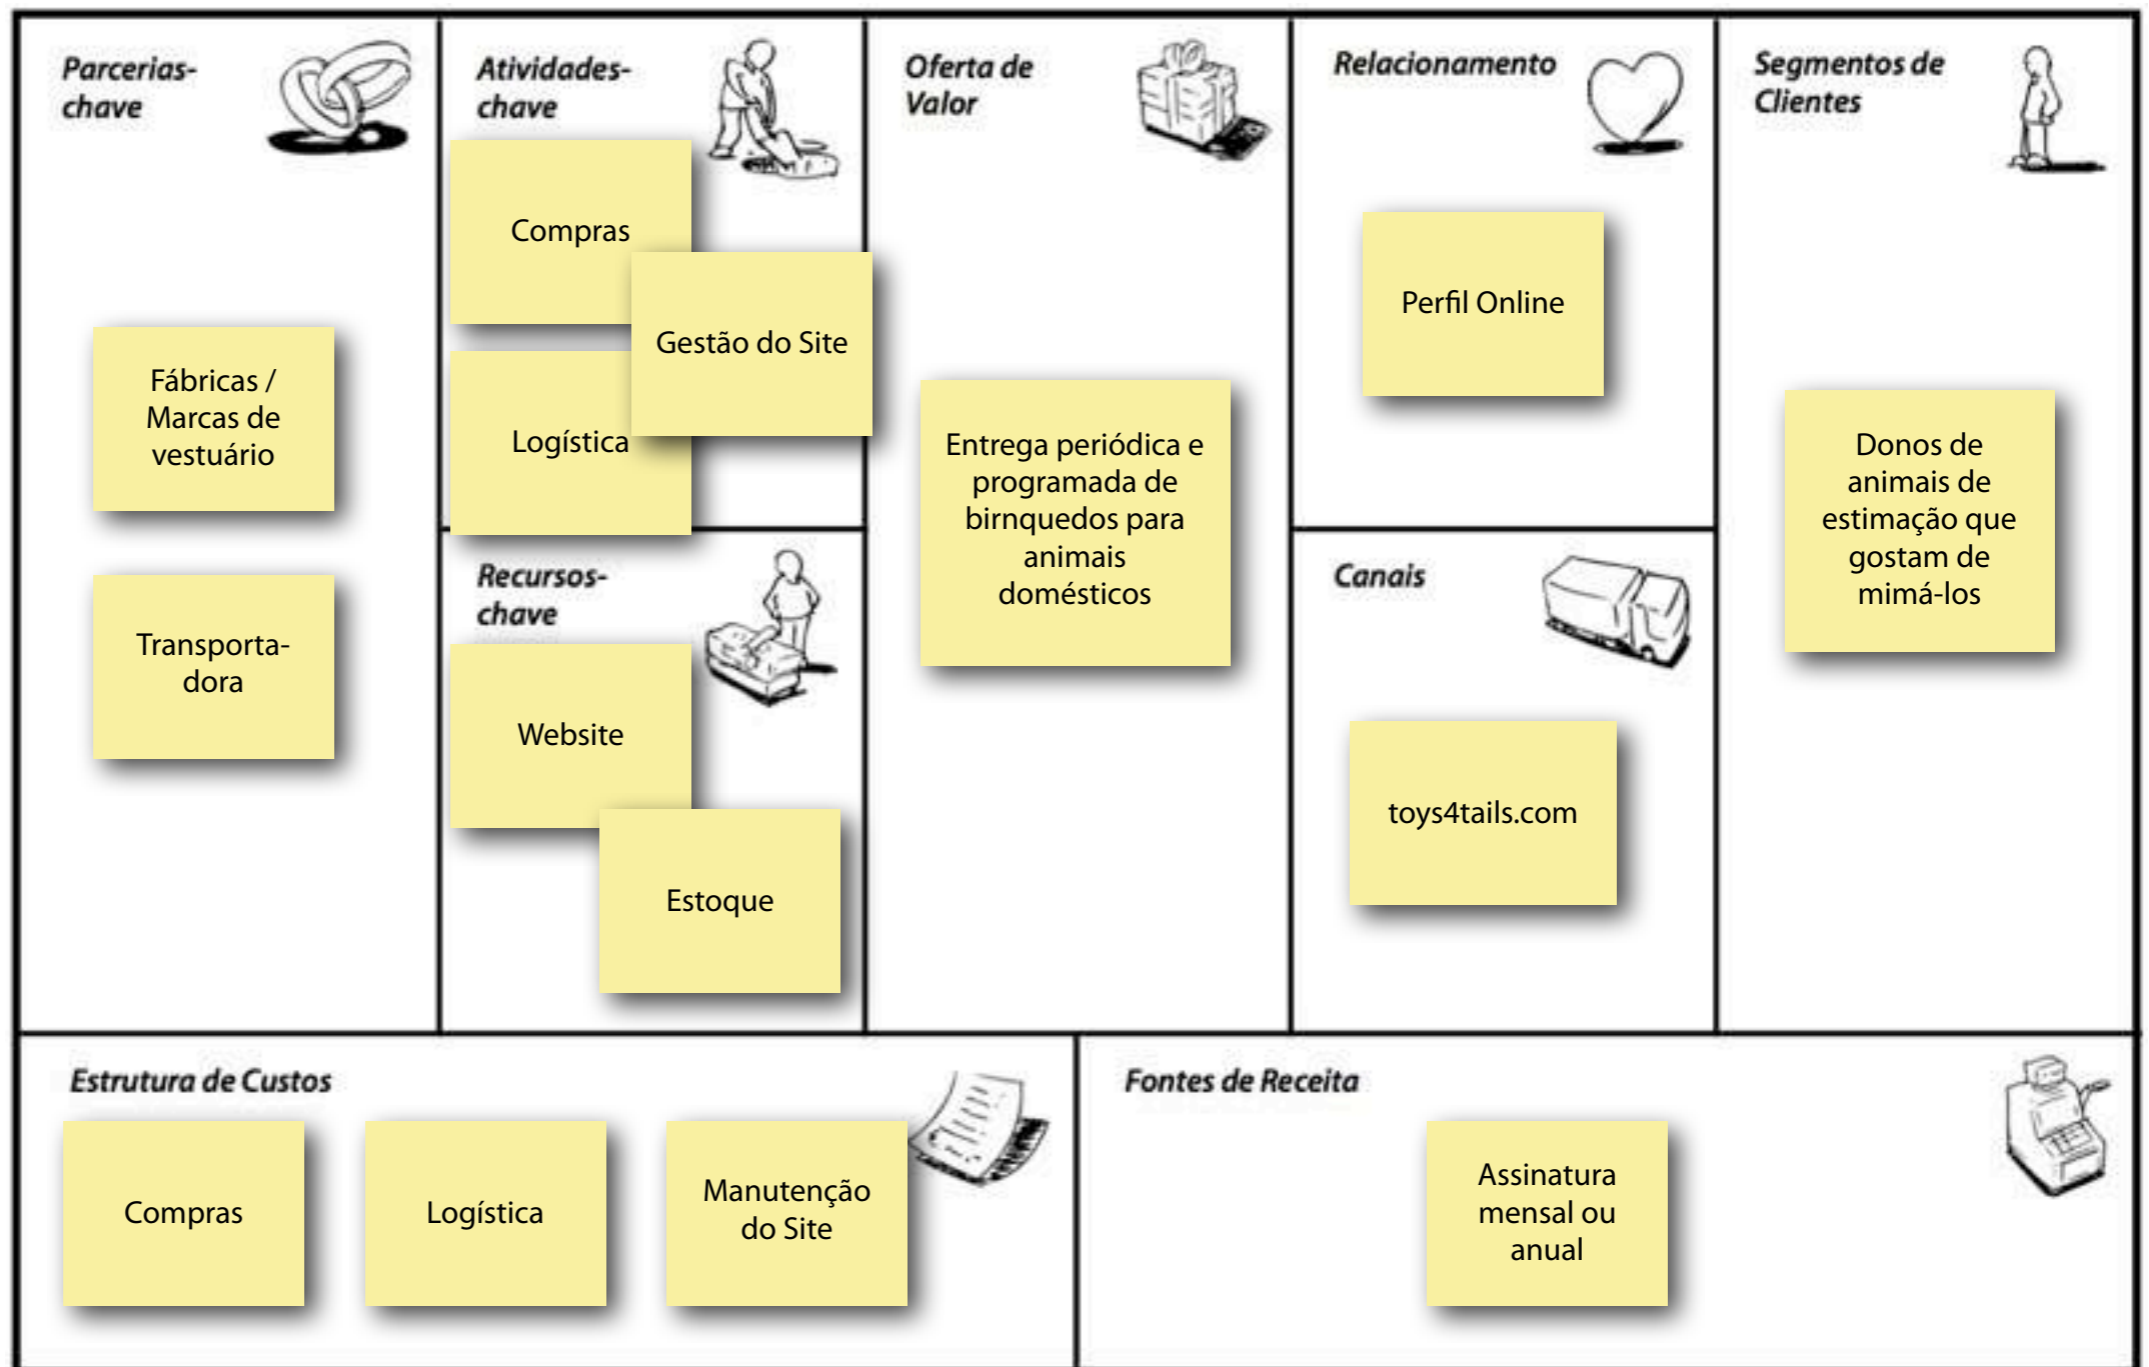 Parcerias-
chave
Fábricas /
Marcas de
vestuário
Transporta-
dora
Atividades-
chave
Compras
Gestão do Site
Logística
Recursos-
chave
Website
Estoque
Oferta de
Valor
Entrega periódica e
programada de
birnquedos para
animais
domésticos
Relacionamento
Perfil Online
Canais
toys4tails.com
Segmentos de
Clientes
Donos de
animais de
estimação que
gostam de
mimá-los
Estrutura de Custos
Compras
Logística
Manutenção
do Site
Fontes de Receita
Assinatura
mensal ou
anual